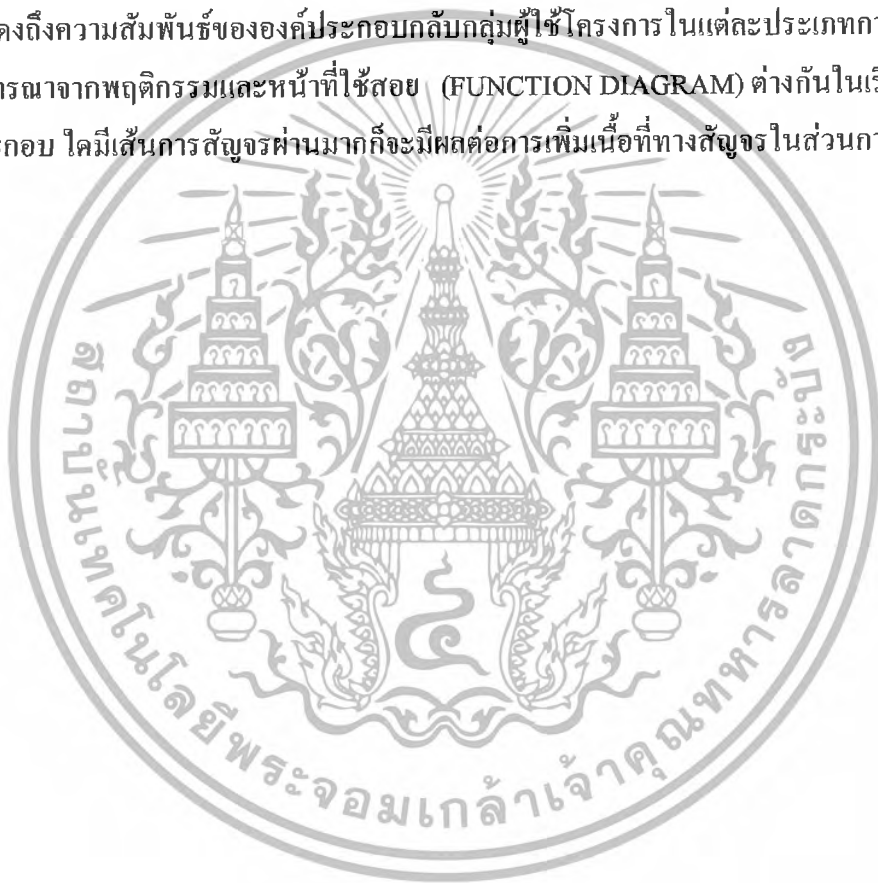 ดงถึงความสัมพันธ์ขององค์ประกอบกลับกลุ่มผู้ใช้โครงการในแต่ละประเภทกา
ารณาจากพฤติกรรมและหน้าที่ใช้สอย (FUNCTION DIAGRAM) ต่างกันในเรื
ะกอบ ใดมีเส้นการสัญจรผ่านมากก็จะมีผลต่อการเพิ่มเนื้อที่ทางสัญจรในส่วนกา
สถาบันเทคโนโลยีพระจอมเกล้าเจ้าคุณทหารลาดกระบัง
๔